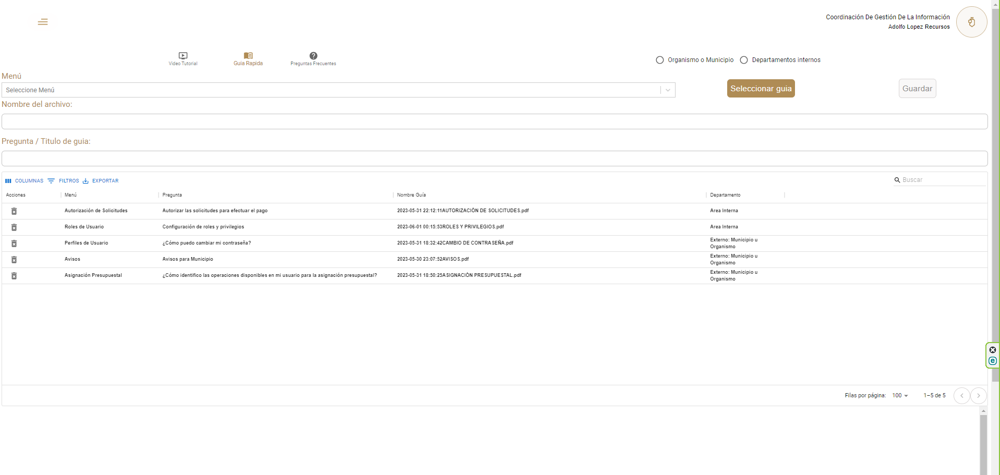 Coordinación De Gestión De La Información
Adolfo Lopez Recursos
Video Tutorial
Guía Rapida
Preguntas Frecuentes
Organismo o Municipio
Departamentos internos
Menú
Seleccione Menú
Seleccionar guia
Guardar
Nombre del archivo:
Pregunta / Titulo de guia:
COLUMNAS FILTROS EXPORTAR
Buscar
Acciones Menú Pregunta Nombre Guía Departamento
Autorización de Solicitudes Autorizar las solicitudes para efectuar el pago 2023-05-31 22:12:11AUTORIZACIÓN DE SOLICITUDES.pdf Area Interna
Roles de Usuario Configuración de roles y privilegios 2023-06-01 00:15:53ROLES Y PRIVILEGIOS.pdf Area Interna
Perfiles de Usuario ¿Cómo puedo cambiar mi contraseña? 2023-05-31 18:32:42CAMBIO DE CONTRASEÑA.pdf Externo: Municipio u
Organismo
Avisos Avisos para Municipio 2023-05-30 23:07:52AVISOS.pdf Externo: Municipio u
Organismo
Asignación Presupuestal ¿Cómo identifico las operaciones disponibles en mi usuario para la asignación presupuestal? 2023-05-31 18:50:25ASIGNACIÓN PRESUPUESTAL.pdf Externo: Municipio u
Organismo
Filas por página: 100 1–5 de 5